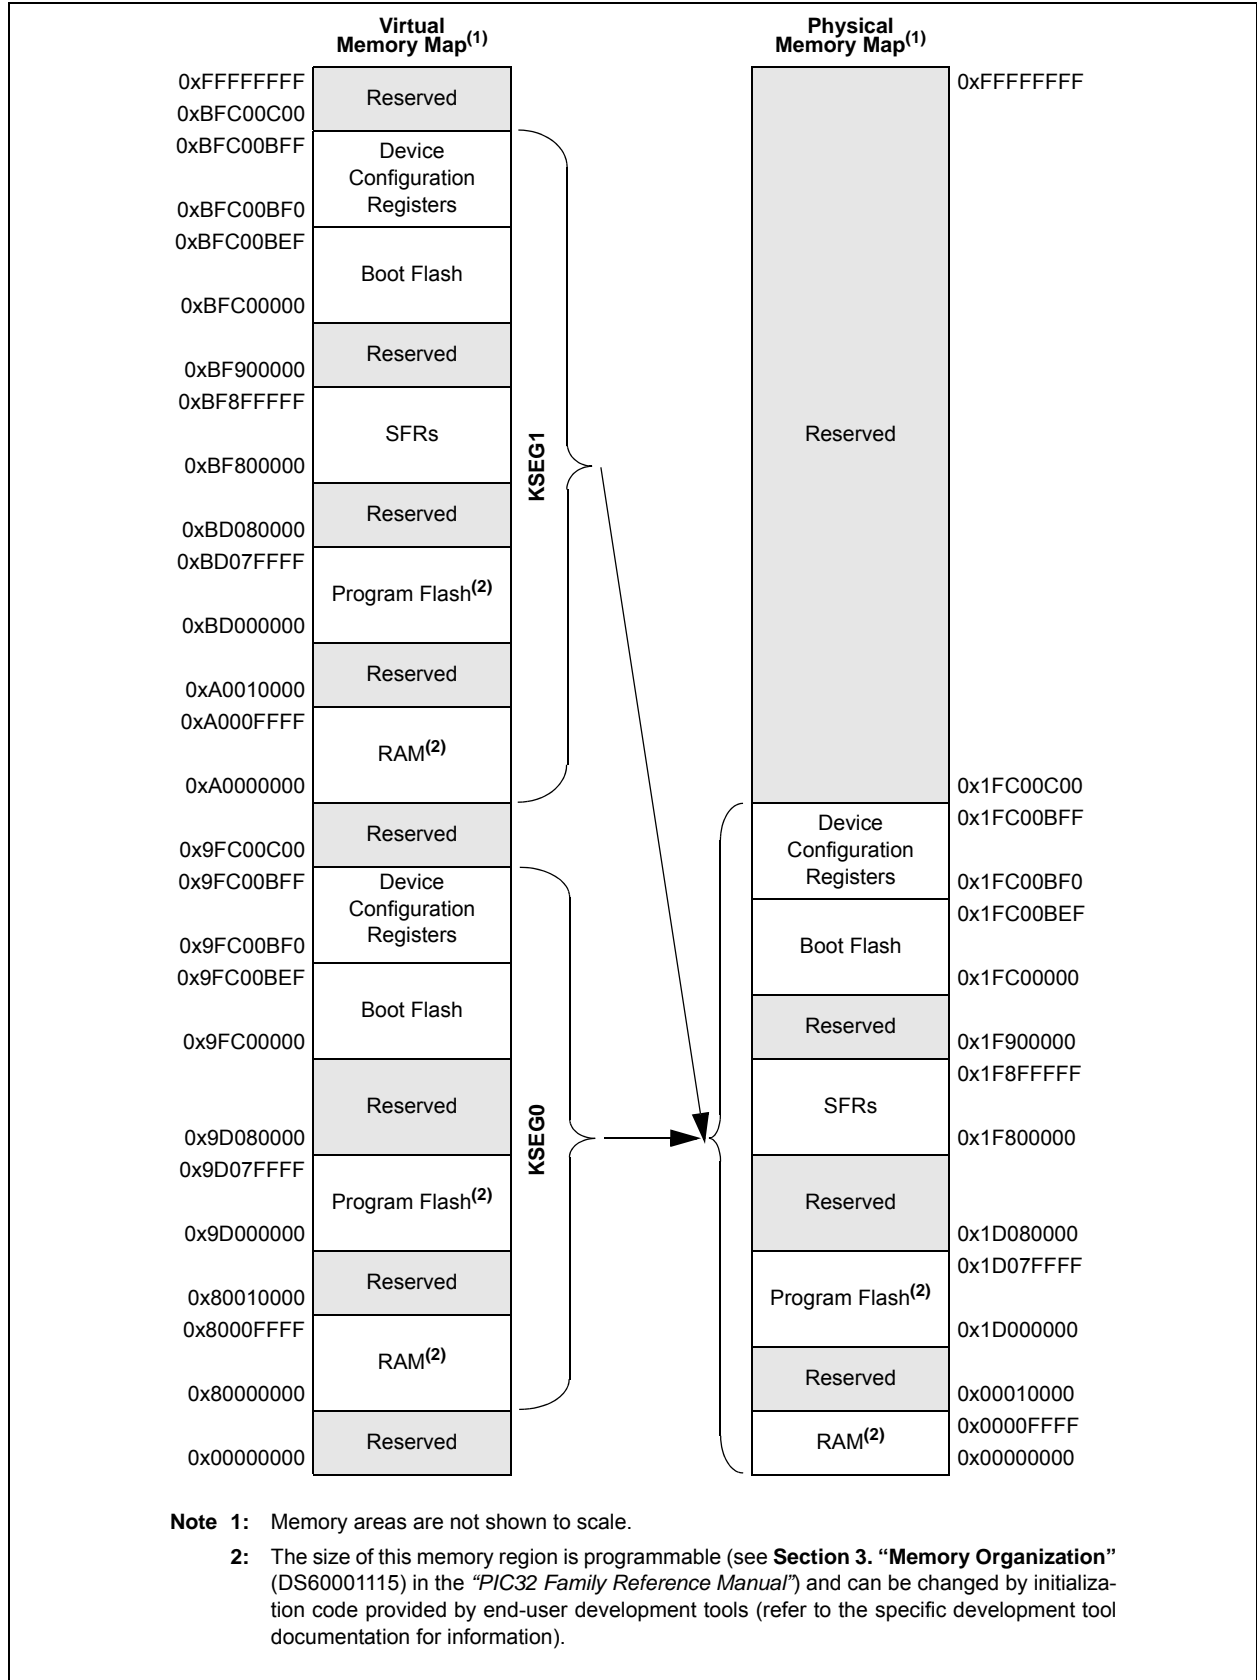 Virtual
Memory Map(1)
0xFFFFFFFF
Reserved
0xBFC00C00
0xBFC00BFF
Device
Configuration
Registers
0xBFC00BF0
0xBFC00BEF
Boot Flash
0xBFC00000
Reserved
0xBF900000
0xBF8FFFFF
SFRs
0xBF800000
Reserved
0xBD080000
0xBD07FFFF
Program Flash(2)
0xBD000000
Reserved
0xA0010000
0xA000FFFF
RAM(2)
0xA0000000
Reserved
0x9FC00C00
0x9FC00BFF
Device
Configuration
Registers
0x9FC00BF0
0x9FC00BEF
Boot Flash
0x9FC00000
Reserved
0x9D080000
0x9D07FFFF
Program Flash(2)
0x9D000000
Reserved
0x80010000
0x8000FFFF
RAM(2)
0x80000000
Reserved
0x00000000
KSEG1
KSEG0
Physical
Memory Map(1)
0xFFFFFFFF
Reserved
0x1FC00C00
0x1FC00BFF
Device
Configuration
Registers
0x1FC00BF0
0x1FC00BEF
Boot Flash
0x1FC00000
Reserved
0x1F900000
0x1F8FFFFF
SFRs
0x1F800000
Reserved
0x1D080000
0x1D07FFFF
Program Flash(2)
0x1D000000
Reserved
0x00010000
0x0000FFFF
RAM(2)
0x00000000
Note 1: Memory areas are not shown to scale.
2: The size of this memory region is programmable (see Section 3. “Memory Organization”
(DS60001115) in the “PIC32 Family Reference Manual”) and can be changed by initializa-
tion code provided by end-user development tools (refer to the specific development tool
documentation for information).